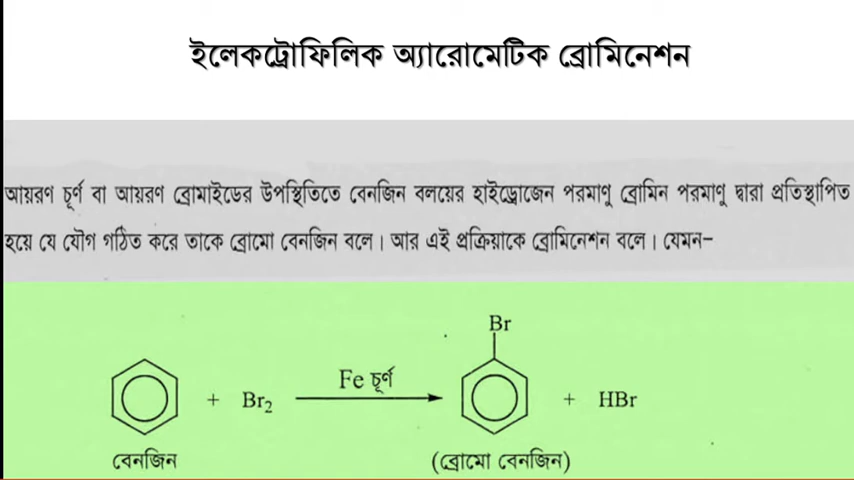 ইলেকট্রোফিলিক অ্যারোমেটিক ব্রোমিনেশন
আয়রণ চূর্ণ বা আয়রণ ব্রোমাইডের উপস্থিতিতে বেনজিন বলয়ের হাইড্রোজেন পরমাণু ব্রোমিন পরমাণু দ্বারা প্রতিস্থাপিত
হয়ে যে যৌগ গঠিত করে তাকে ব্রোমো বেনজিন বলে। আর এই প্রক্রিয়াকে ব্রোমিনেশন বলে। যেমন–
Br
+ Br₂ Fe চূর্ণ + HBr
বেনজিন (ব্রোমো বেনজিন)